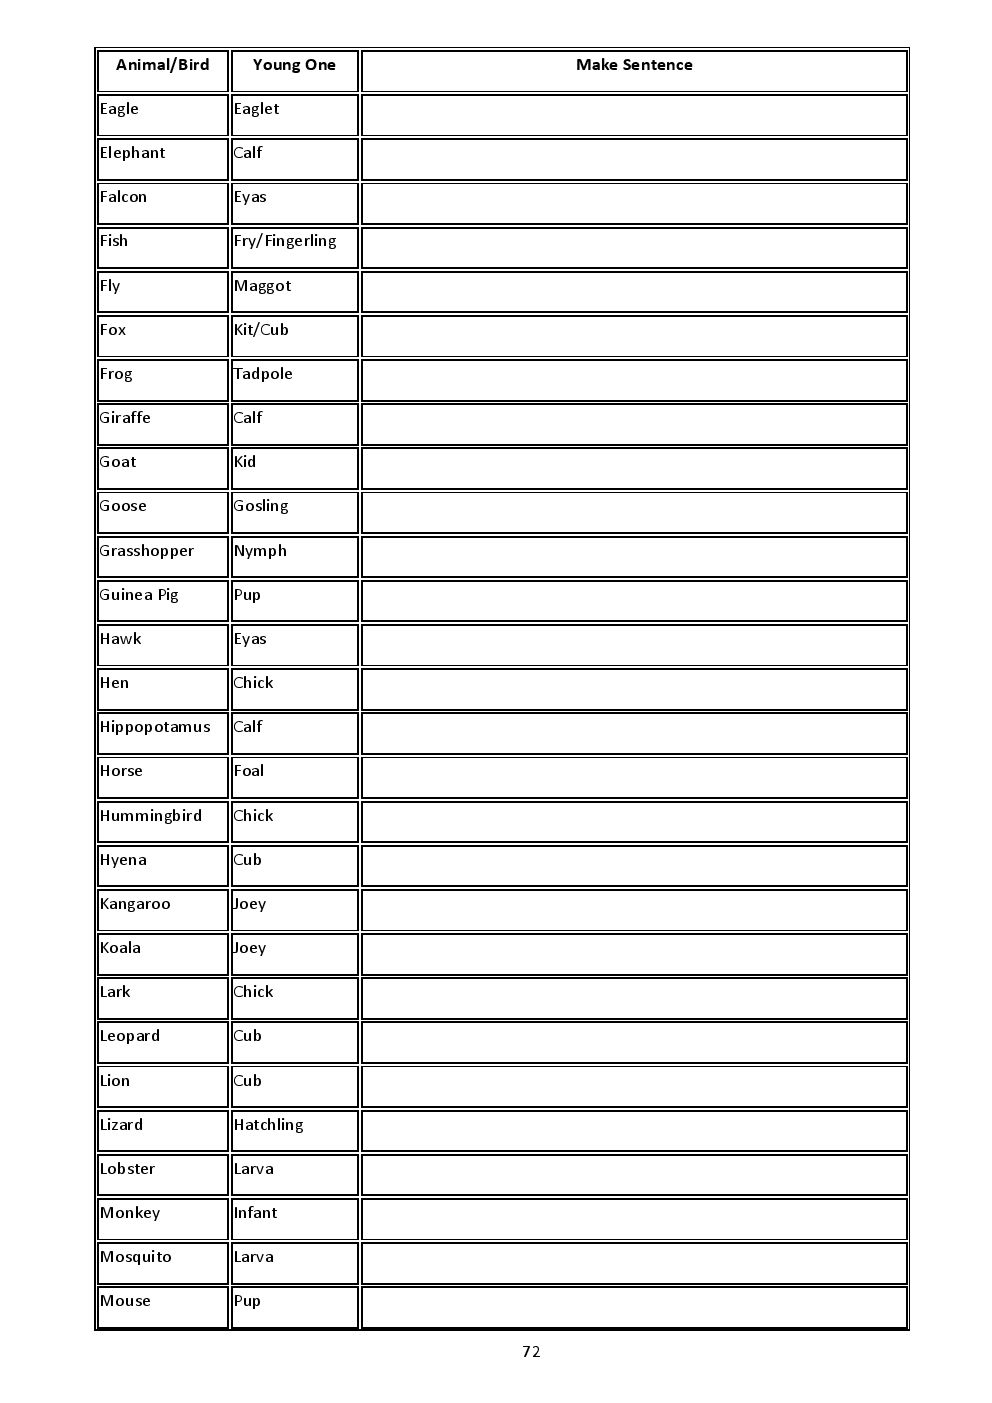 Animal/Bird Young One Make Sentence
Eagle Eaglet
Elephant Calf
Falcon Eyas
Fish Fry/Fingerling
Fly Maggot
Fox Kit/Cub
Frog Tadpole
Giraffe Calf
Goat Kid
Goose Gosling
Grasshopper Nymph
Guinea Pig Pup
Hawk Eyas
Hen Chick
Hippopotamus Calf
Horse Foal
Hummingbird Chick
Hyena Cub
Kangaroo Joey
Koala Joey
Lark Chick
Leopard Cub
Lion Cub
Lizard Hatchling
Lobster Larva
Monkey Infant
Mosquito Larva
Mouse Pup
72